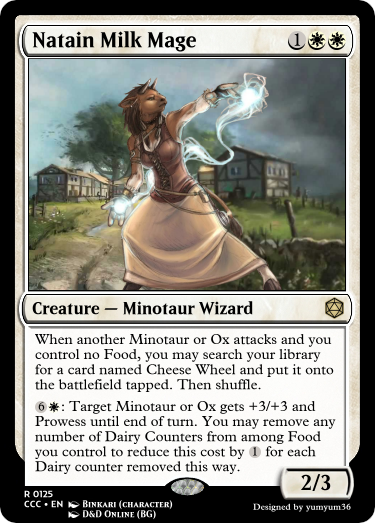 Natain Milk Mage 1
Creature — Minotaur Wizard
When another Minotaur or Ox attacks and you
control no Food, you may search your library
for a card named Cheese Wheel and put it onto
the battlefield tapped. Then shuffle.
6 : Target Minotaur or Ox gets +3/+3 and
Prowess until end of turn. You may remove any
number of Dairy Counters from among Food
you control to reduce this cost by 1 for each
Dairy counter removed this way.
2/3
R 0125
CCC • EN Binkari (character)
D&D Online (BG)
Designed by yumyum36